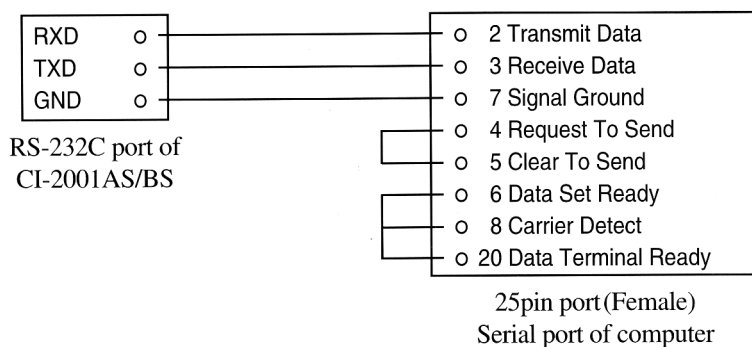 RXD
TXD
GND
RS-232C port of
CI-2001AS/BS
2 Transmit Data
3 Receive Data
7 Signal Ground
4 Request To Send
5 Clear To Send
6 Data Set Ready
8 Carrier Detect
20 Data Terminal Ready
25pin port(Female)
Serial port of computer